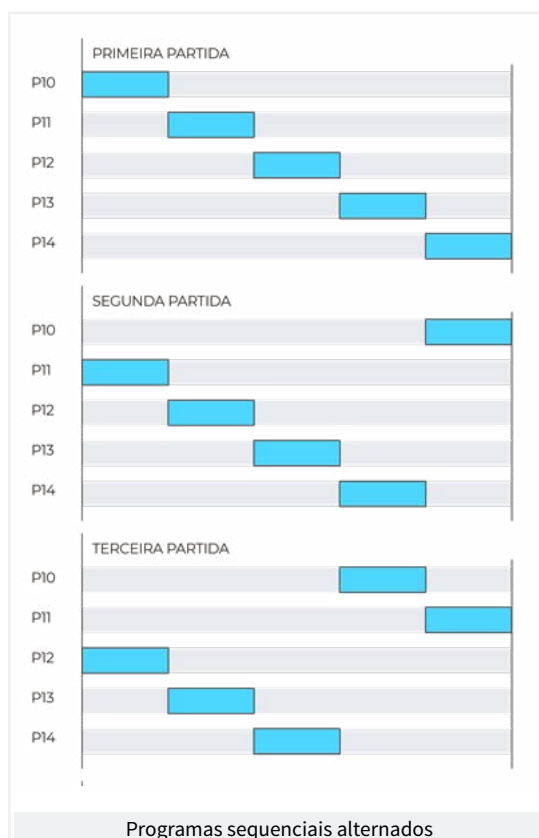 PRIMEIRA PARTIDA
P10
P11
P12
P13
P14
SEGUNDA PARTIDA
P10
P11
P12
P13
P14
TERCEIRA PARTIDA
P10
P11
P12
P13
P14
Programas sequenciais alternados